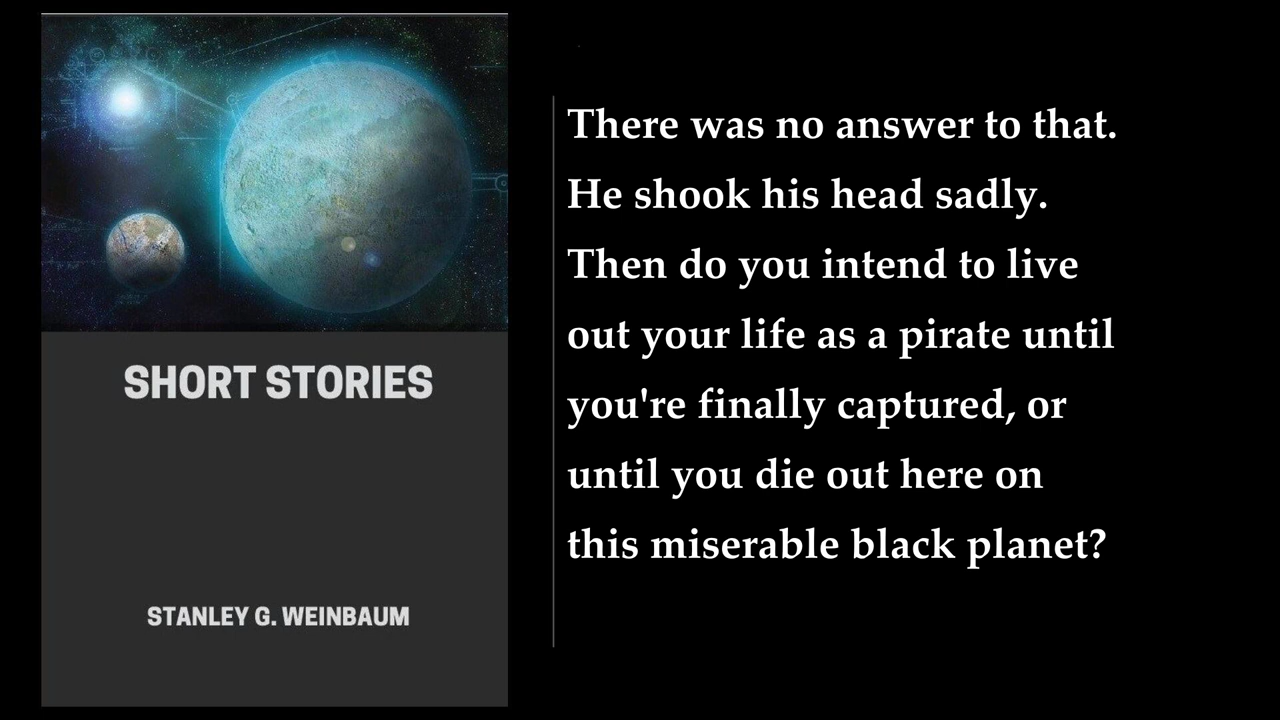 SHORT STORIES
STANLEY G. WEINBAUM
There was no answer to that.
He shook his head sadly.
Then do you intend to live
out your life as a pirate until
you're finally captured, or
until you die out here on
this miserable black planet?